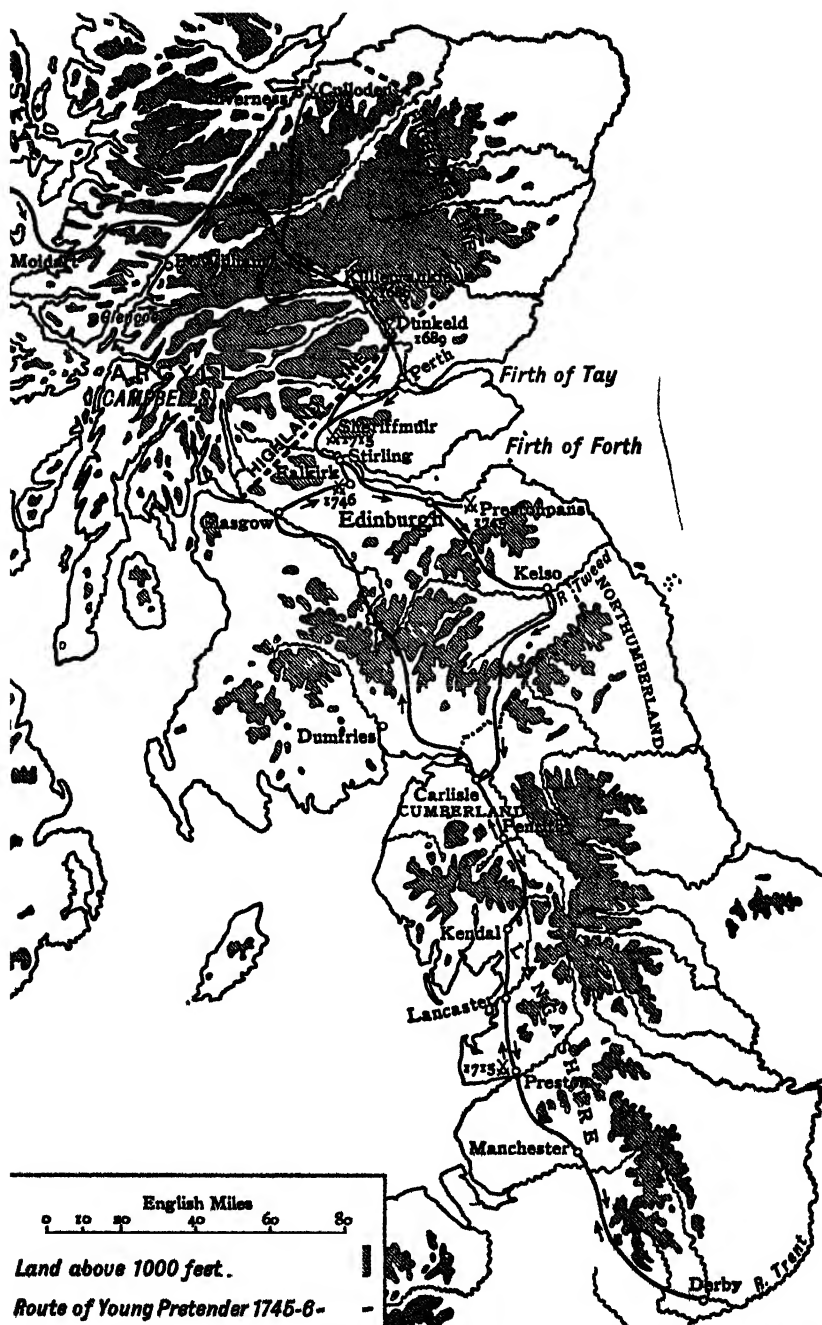 Culloden
Moidart
Glencoe
Killiecrankie
Dunkeld
1689
Perth
Firth of Tay
ARGYLL
(CAMPBELLS)
HIGHLAND LINE
Sheriffmuir
1715
Stirling
Firth of Forth
Falkirk
1746
Glasgow
Edinburgh
Prestonpans
1745
Kelso
R. Tweed
NORTHUMBERLAND
Dumfries
Carlisle
CUMBERLAND
Penrith
Kendal
Lancaster
LANCASHIRE
1715
Preston
Manchester
Derby
R. Trent
English Miles
0 10 20 40 60 80
Land above 1000 feet..
Route of Young Pretender 1745-6-